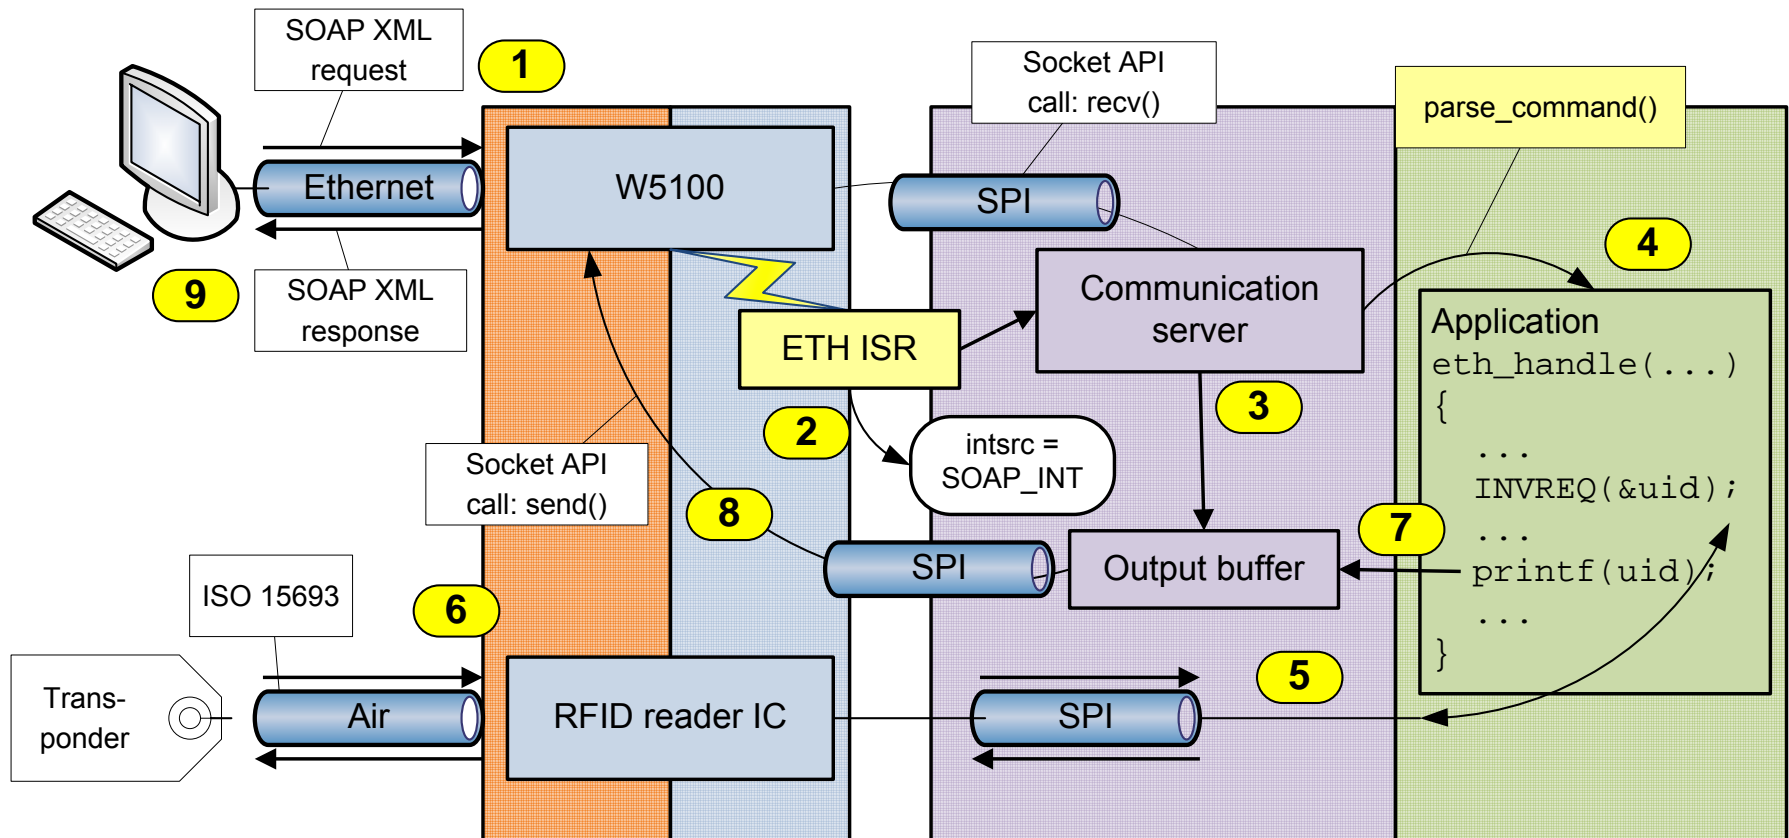 SOAP XML
request
1
Socket API
call: recv()
parse_command()
Ethernet
W5100
SPI
4
9
SOAP XML
response
Communication
server
ETH ISR
Application
eth_handle(...)
{
...
INVREQ(&uid);
...
printf(uid);
...
}
3
2
intsrc =
SOAP_INT
Socket API
call: send()
8
7
SPI
Output buffer
ISO 15693
6
5
Trans-
ponder
Air
RFID reader IC
SPI